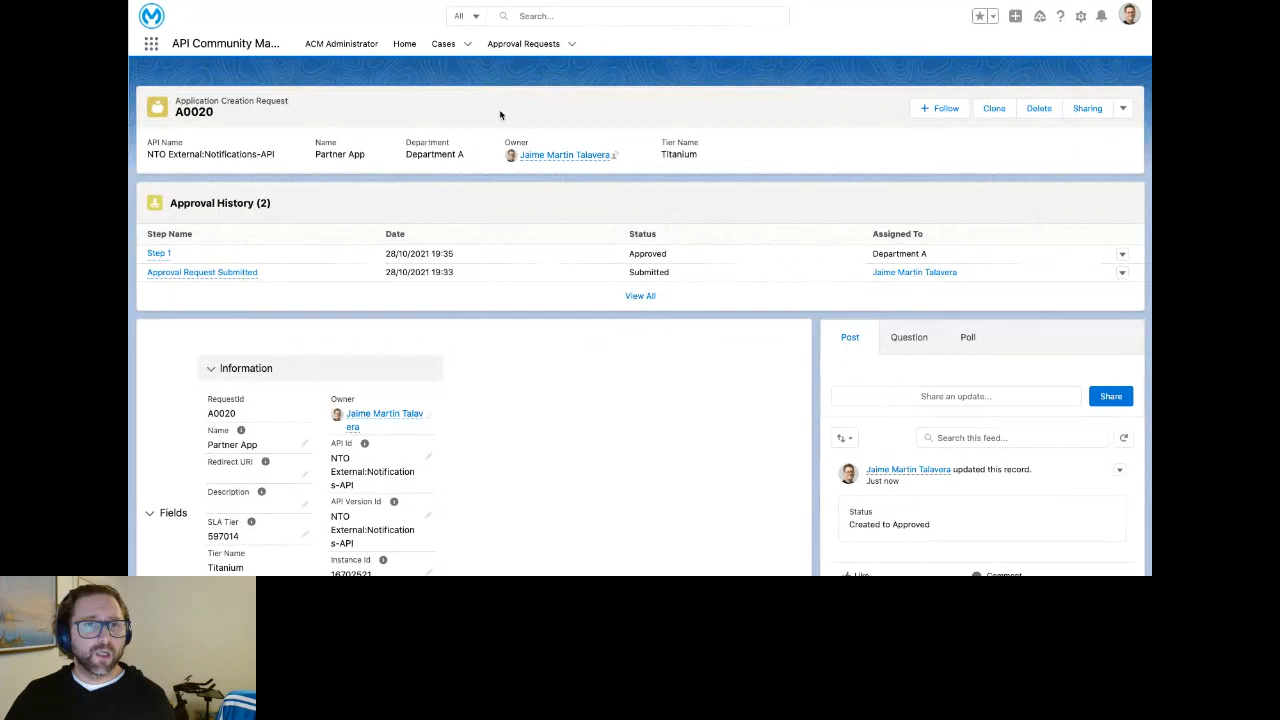 All
Search...
API Community Ma...
ACM Administrator
Home
Cases
Approval Requests
Application Creation Request
A0020
Follow
Clone
Delete
Sharing
API Name
Name
Department
Owner
Tier Name
NTO External:Notifications-API
Partner App
Department A
Jaime Martin Talavera
Titanium
Approval History (2)
Step Name
Date
Status
Assigned To
Step 1
28/10/2021 19:35
Approved
Department A
Approval Request Submitted
28/10/2021 19:33
Submitted
Jaime Martin Talavera
View All
Information
RequestId
A0020
Name
Partner App
Redirect URI
Description
Fields
SLA Tier
597014
Tier Name
Titanium
Owner
Jaime Martin Talav
era
API Id
NTO
External:Notification
s-API
API Version Id
NTO
External:Notification
s-API
Instance Id
16702521
Post
Question
Poll
Share an update...
Share
Search this feed...
Jaime Martin Talavera updated this record.
Just now
Status
Created to Approved
Like
Comment